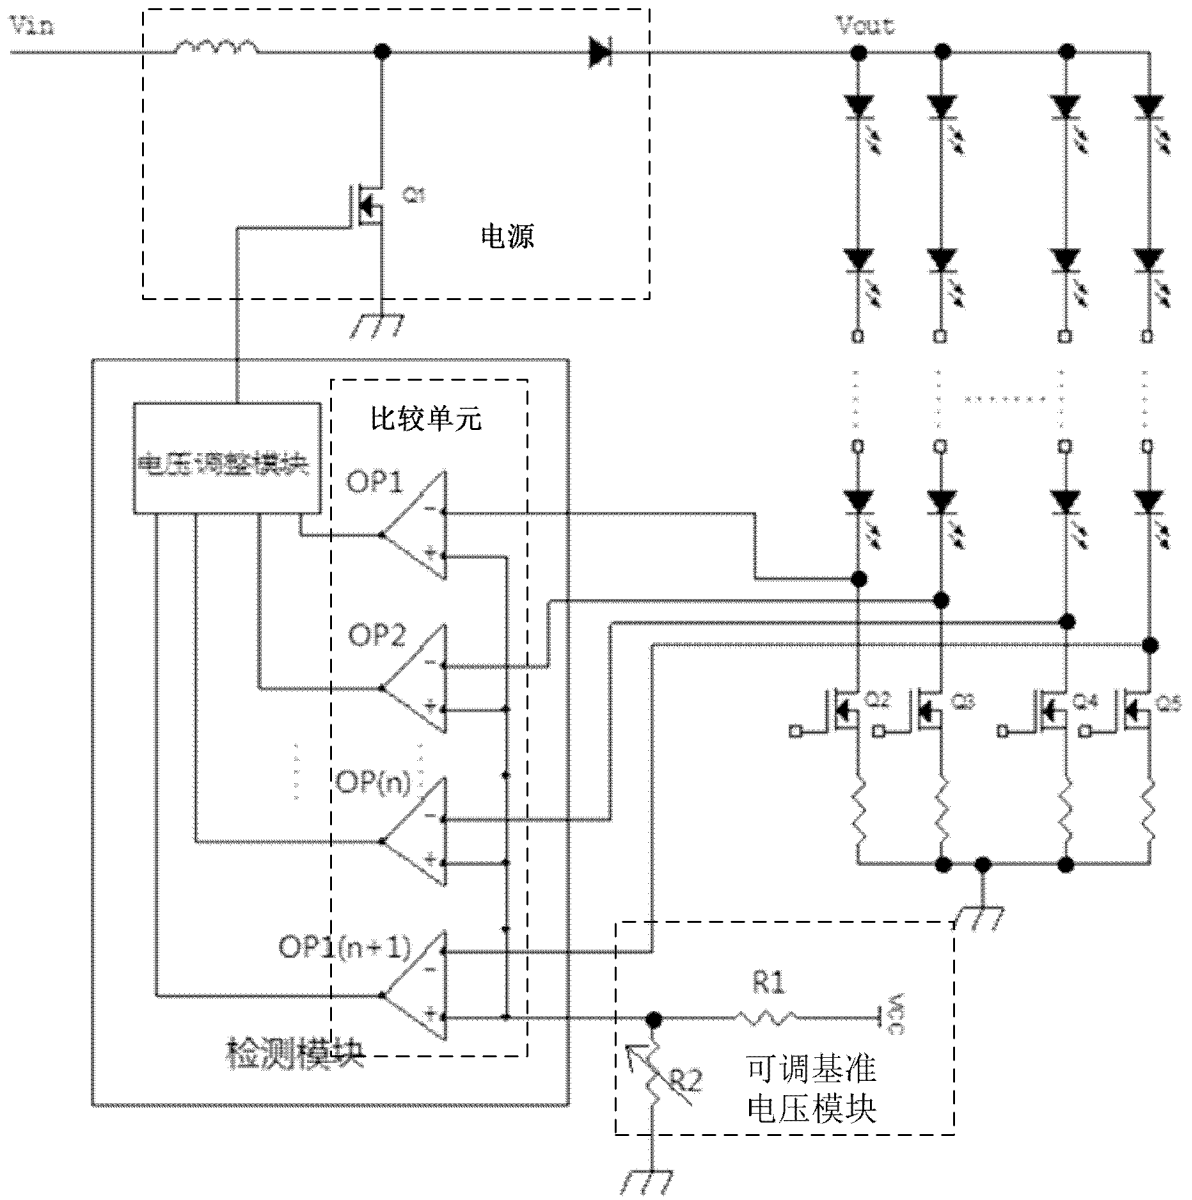 Vin
Vout
Q1
电源
比较单元
电压调整模块
OP1
-
+
OP2
-
+
Q2
Q3
Q4
Q5
OP(n)
-
+
OP1(n+1)
-
+
R1
VCC
检测模块
R2
可调基准
电压模块